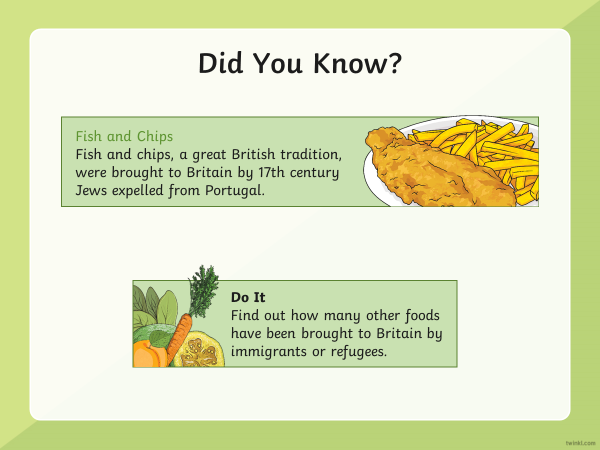 Did You Know?
Fish and Chips
Fish and chips, a great British tradition,
were brought to Britain by 17th century
Jews expelled from Portugal.
Do It
Find out how many other foods
have been brought to Britain by
immigrants or refugees.
twinkl.com